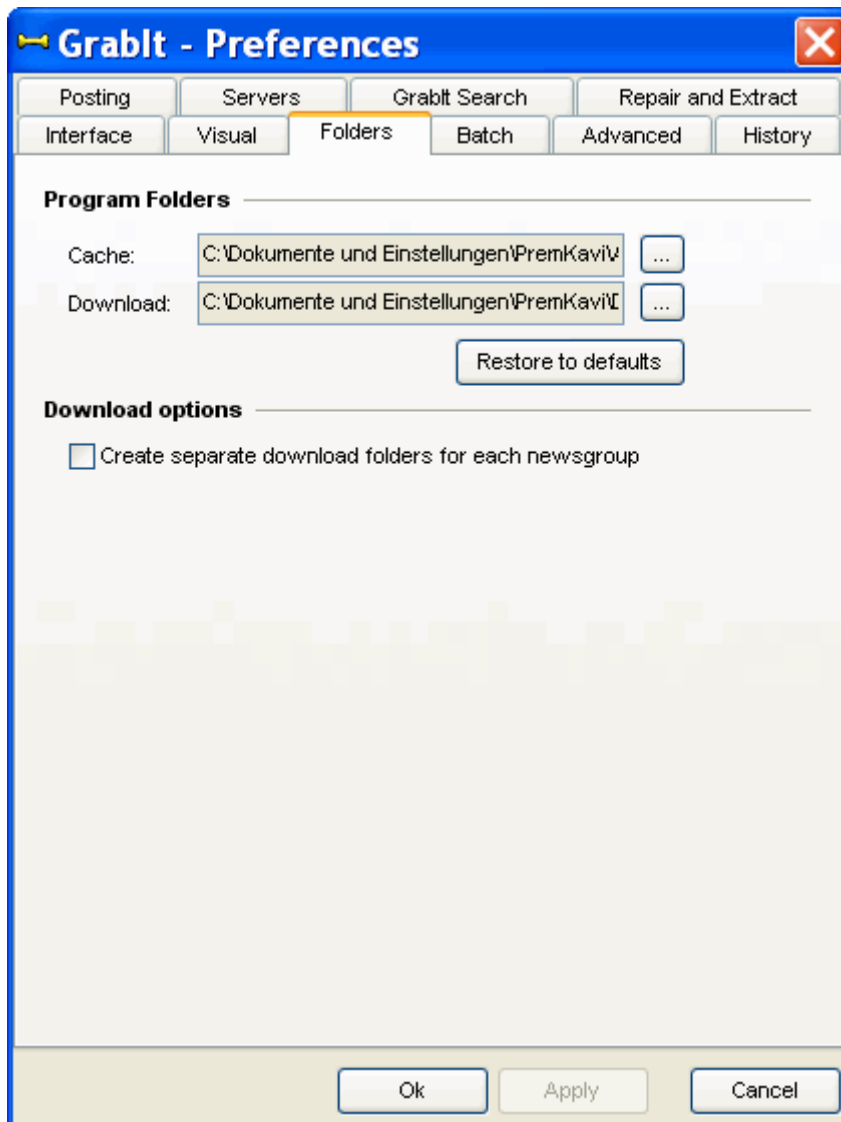 GrabIt - Preferences
Posting Servers GrabIt Search Repair and Extract
Interface Visual Folders Batch Advanced History
Program Folders
Cache: C:\Dokumente und Einstellungen\PremKavi\ ...
Download: C:\Dokumente und Einstellungen\PremKavi\ ...
Restore to defaults
Download options
Create separate download folders for each newsgroup
Ok Apply Cancel